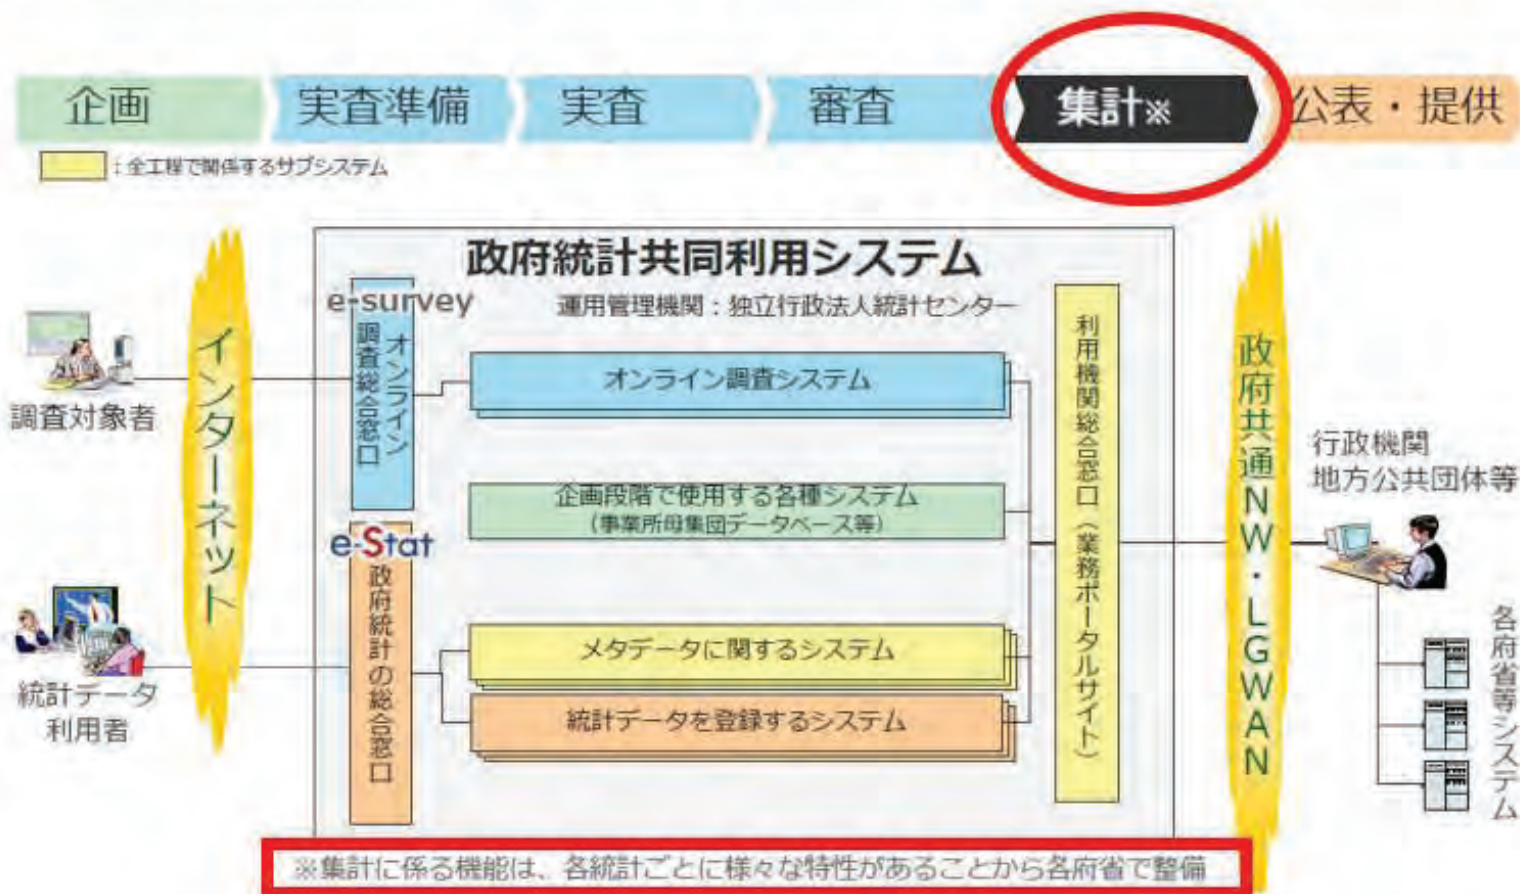 企画
実査準備
実査
審査
集計※
公表・提供
：全工程で関係するサブシステム
政府統計共同利用システム
運用管理機関：独立行政法人統計センター
インターネット
調査対象者
統計データ
利用者
e-survey
オンライン
調査総合窓口
e-Stat
政府統計の総合窓口
オンライン調査システム
企画段階で使用する各種システム
（事業所母集団データベース等）
メタデータに関するシステム
統計データを登録するシステム
利用機関総合窓口（業務ポータルサイト）
政府共通NW・LGWAN
行政機関
地方公共団体等
各府省等システム
※集計に係る機能は、各統計ごとに様々な特性があることから各府省で整備